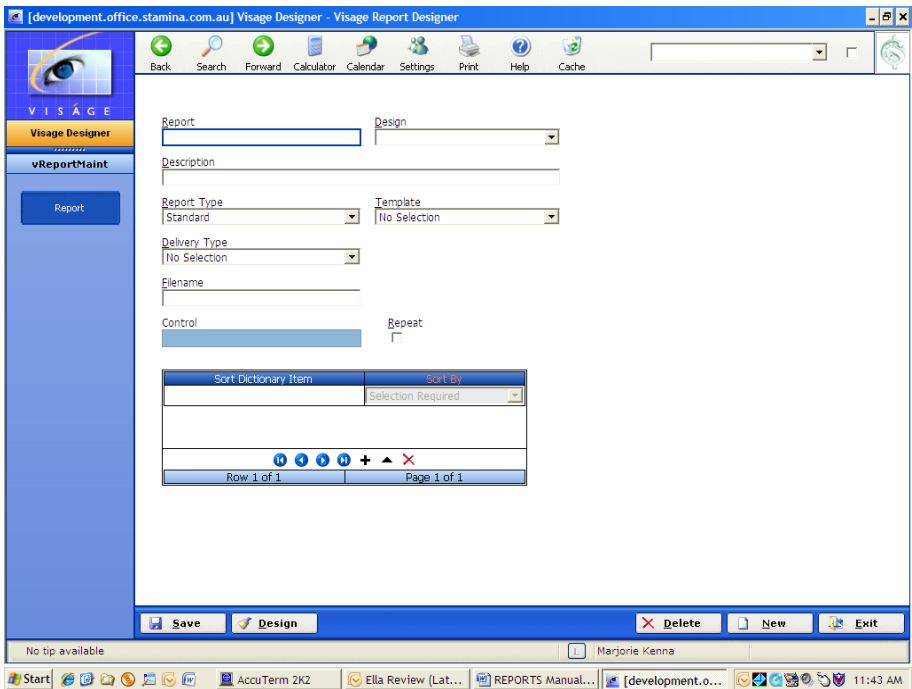 [development.office.stamina.com.au] Visage Designer - Visage Report Designer
Back Search Forward Calculator Calendar Settings Print Help Cache
VISÁGE
Visage Designer
vReportMaint
Report
Report Design
Description
Report Type Template
Standard No Selection
Delivery Type
No Selection
Filename
Control Repeat
Sort Dictionary Item Sort By
Selection Required
Row 1 of 1 Page 1 of 1
Save Design Delete New Exit
No tip available L Marjorie Kenna
Start AccuTerm 2K2 Ella Review (Lat... REPORTS Manual... [development.o... 11:43 AM